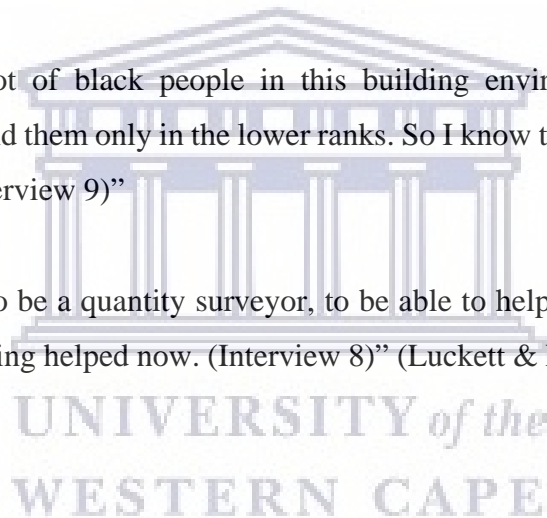 ot of black people in this building envir
d them only in the lower ranks. So I know t
erview 9)”
o be a quantity surveyor, to be able to help
ing helped now. (Interview 8)” (Luckett &
UNIVERSITY of the
WESTERN CAPE